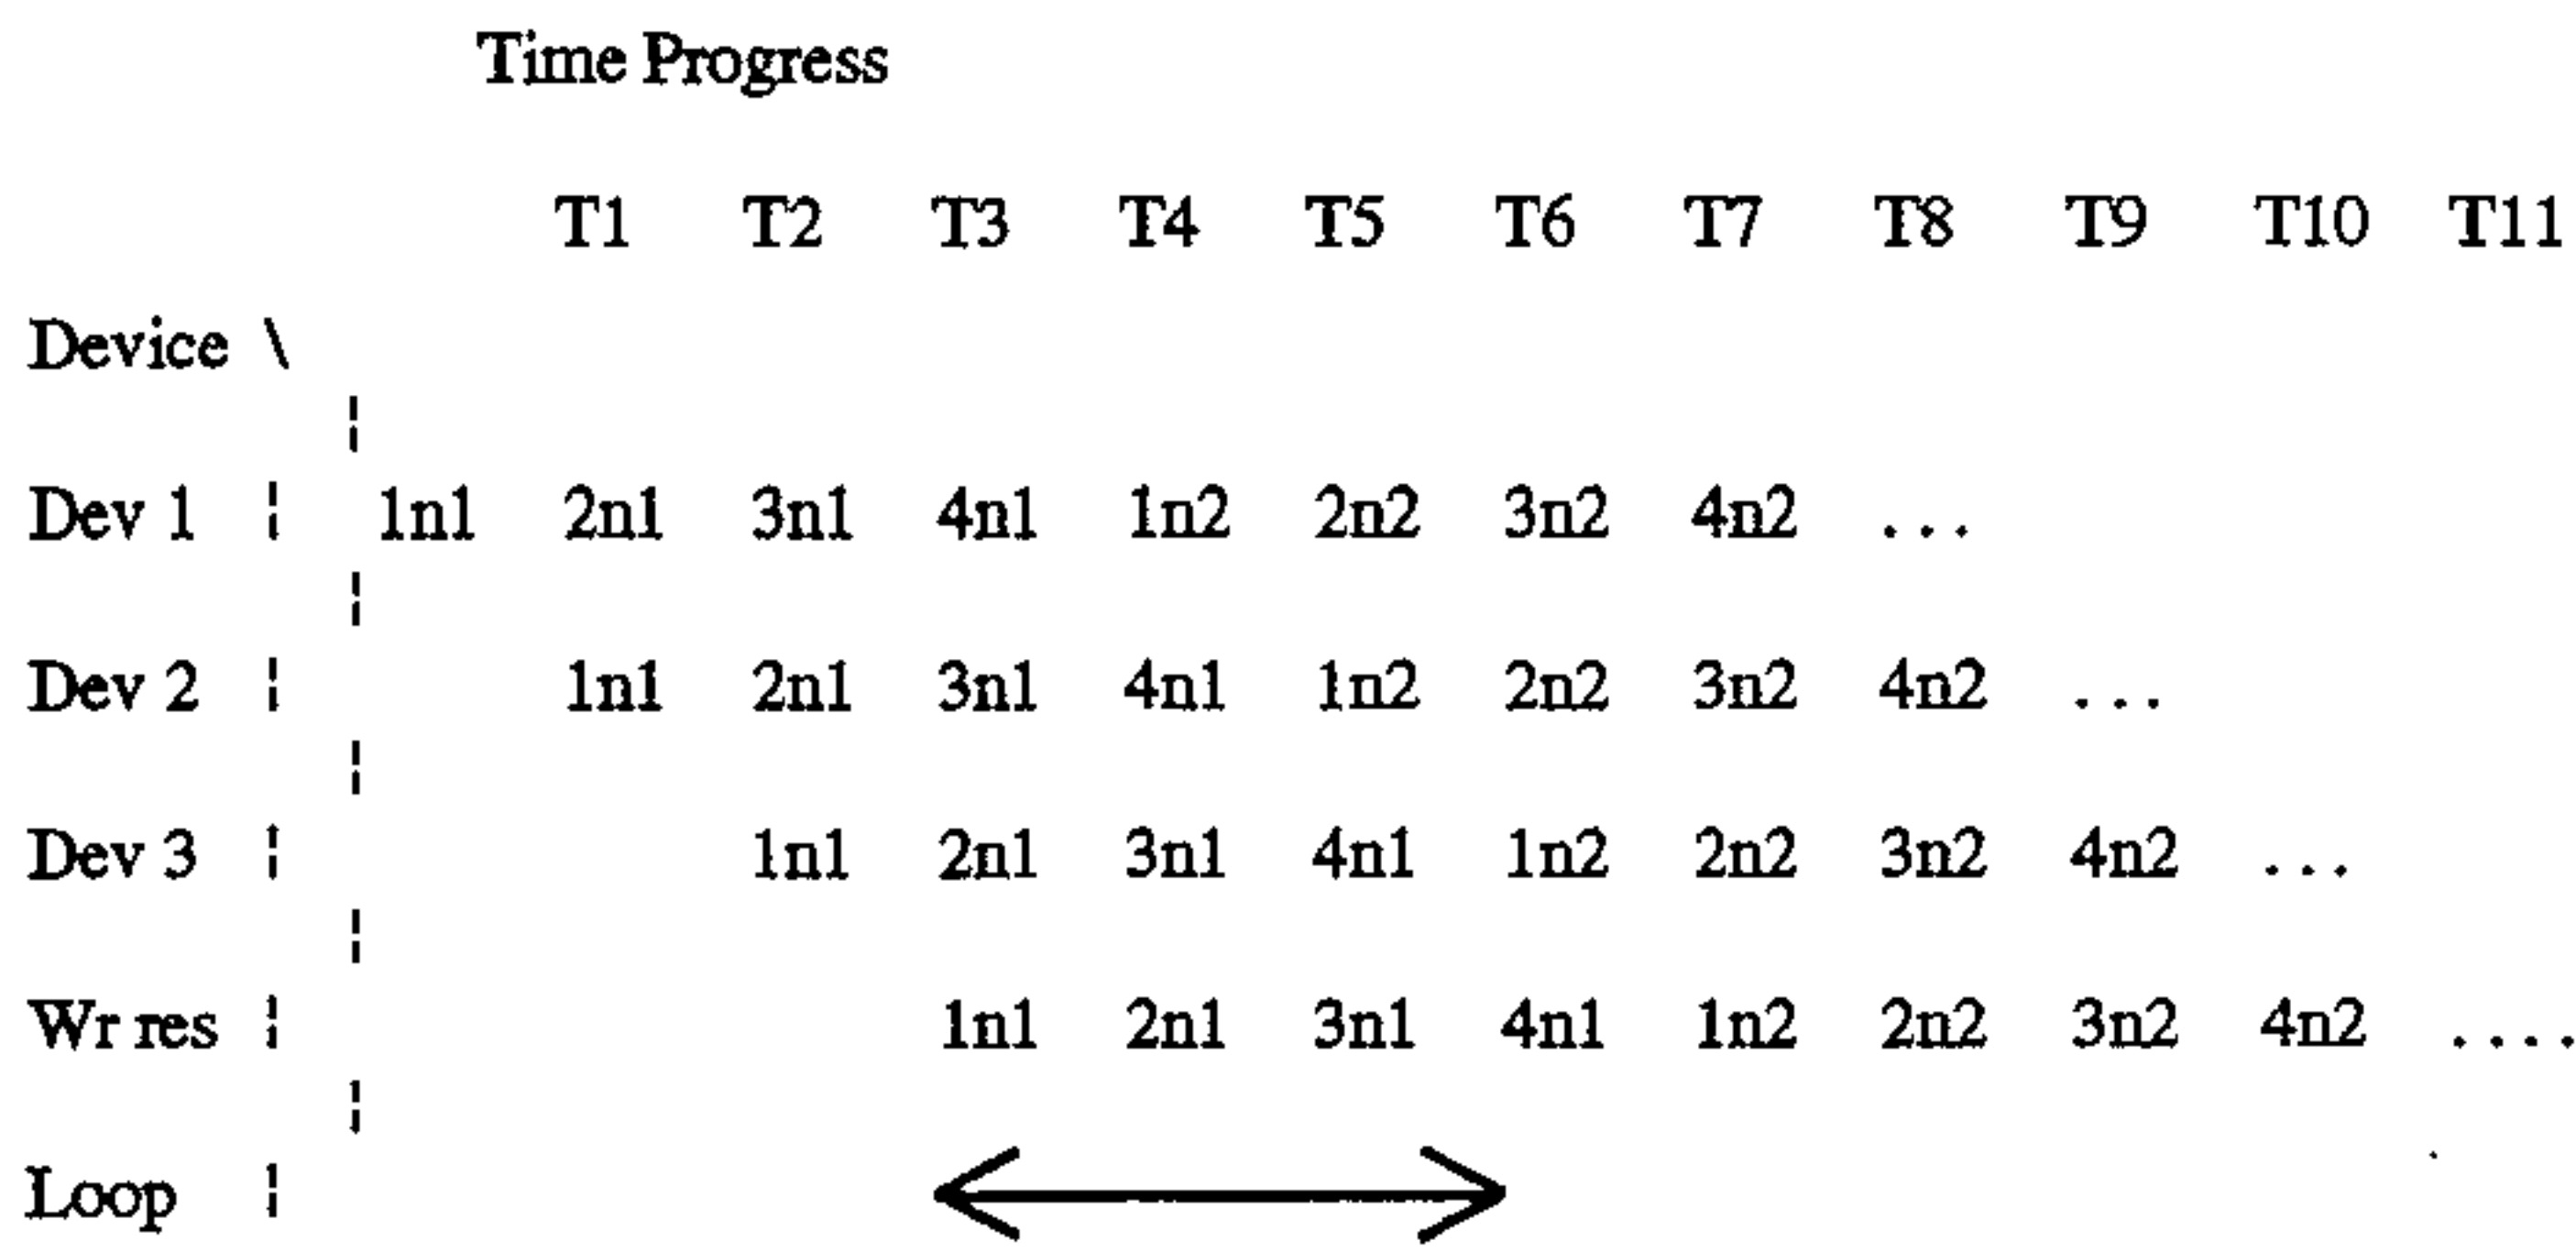 Time Progress
T1 T2 T3 T4 T5 T6 T7 T8 T9 T10 T11
Device \
¦
Dev 1 ¦ 1n1 2n1 3n1 4n1 1n2 2n2 3n2 4n2 ...
¦
Dev 2 ¦ 1n1 2n1 3n1 4n1 1n2 2n2 3n2 4n2 ...
¦
Dev 3 ¦ 1n1 2n1 3n1 4n1 1n2 2n2 3n2 4n2 ...
¦
Wr res ¦ 1n1 2n1 3n1 4n1 1n2 2n2 3n2 4n2 ....
¦
Loop ¦